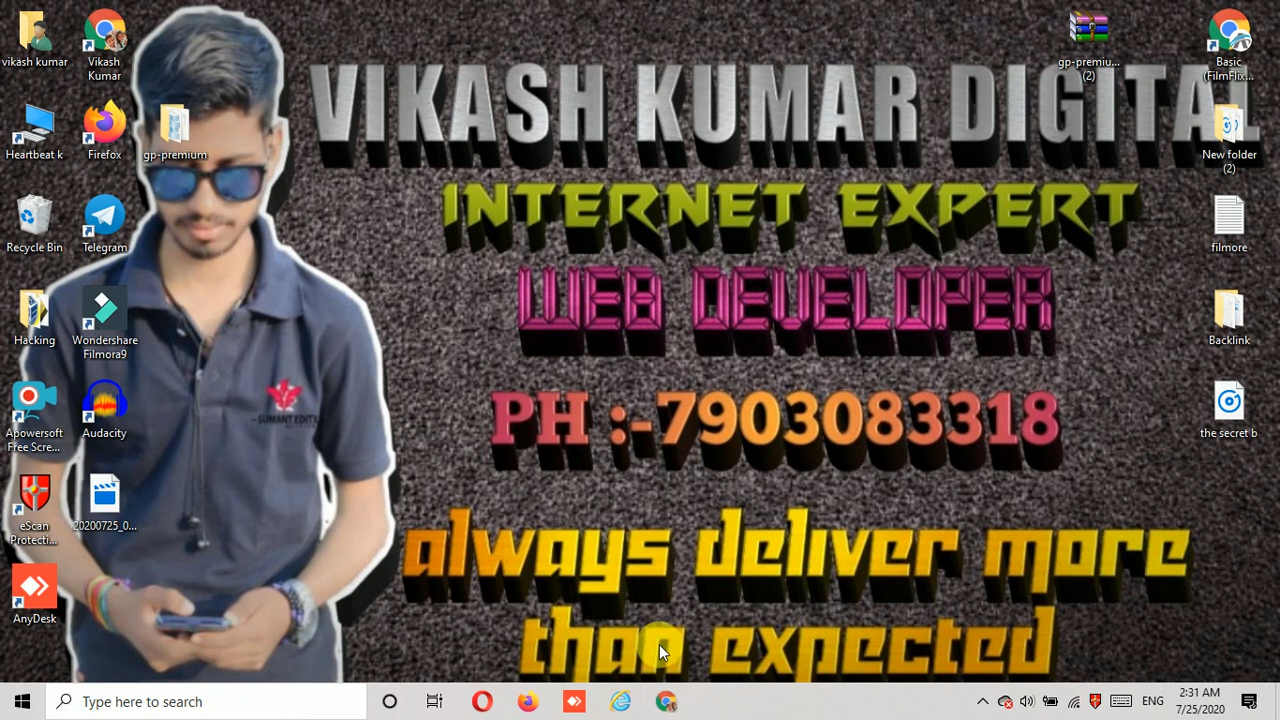 vikash kumar
Vikash
Kumar
gp-premiu...
(2)
Basic
(FilmFlix...
VIKASH KUMAR DIGITAL
Heartbeat k
Firefox
gp-premium
New folder
(2)
INTERNET EXPERT
Recycle Bin
Telegram
filmore
WEB DEVELOPER
Hacking
Wondershare
Filmora9
Backlink
SUMANT EDITZ
PH :-7903083318
Apowersoft
Free Scre...
Audacity
the secret b
eScan
Protecti...
20200725_0...
always deliver more
than expected
AnyDesk
Type here to search
ENG
2:31 AM
7/25/2020